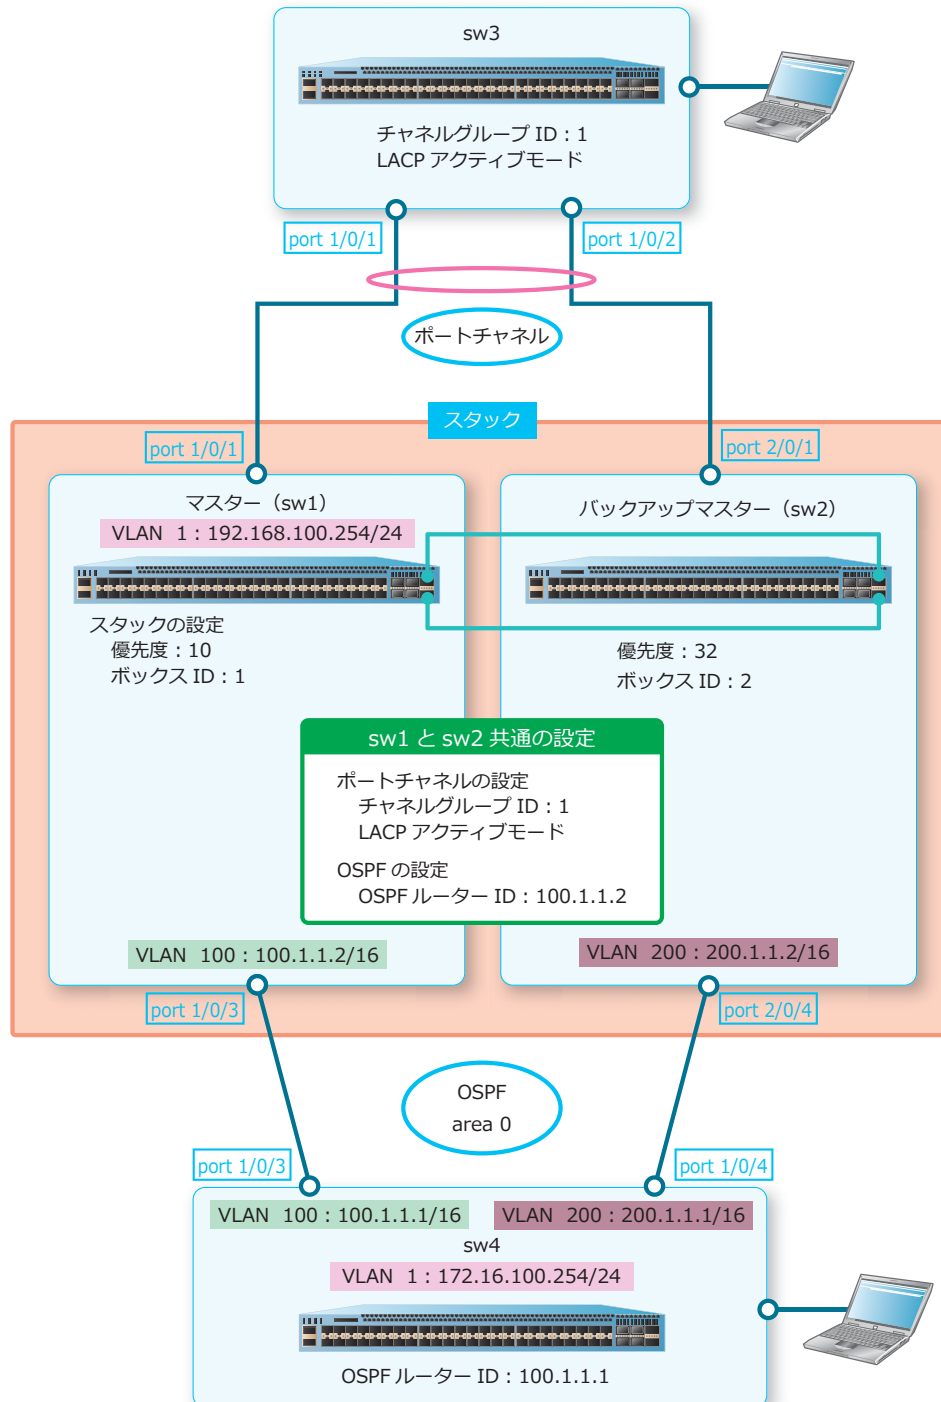 sw3
チャネルグループ ID：1
LACP アクティブモード
port 1/0/1
port 1/0/2
ポートチャネル
スタック
port 1/0/1
port 2/0/1
マスター（sw1）
VLAN 1：192.168.100.254/24
バックアップマスター（sw2）
スタックの設定
優先度：10
ボックス ID：1
優先度：32
ボックス ID：2
sw1 と sw2 共通の設定
ポートチャネルの設定
チャネルグループ ID：1
LACP アクティブモード
OSPF の設定
OSPF ルーター ID：100.1.1.2
VLAN 100：100.1.1.2/16
VLAN 200：200.1.1.2/16
port 1/0/3
port 2/0/4
OSPF
area 0
port 1/0/3
port 1/0/4
VLAN 100：100.1.1.1/16
VLAN 200：200.1.1.1/16
sw4
VLAN 1：172.16.100.254/24
OSPF ルーター ID：100.1.1.1